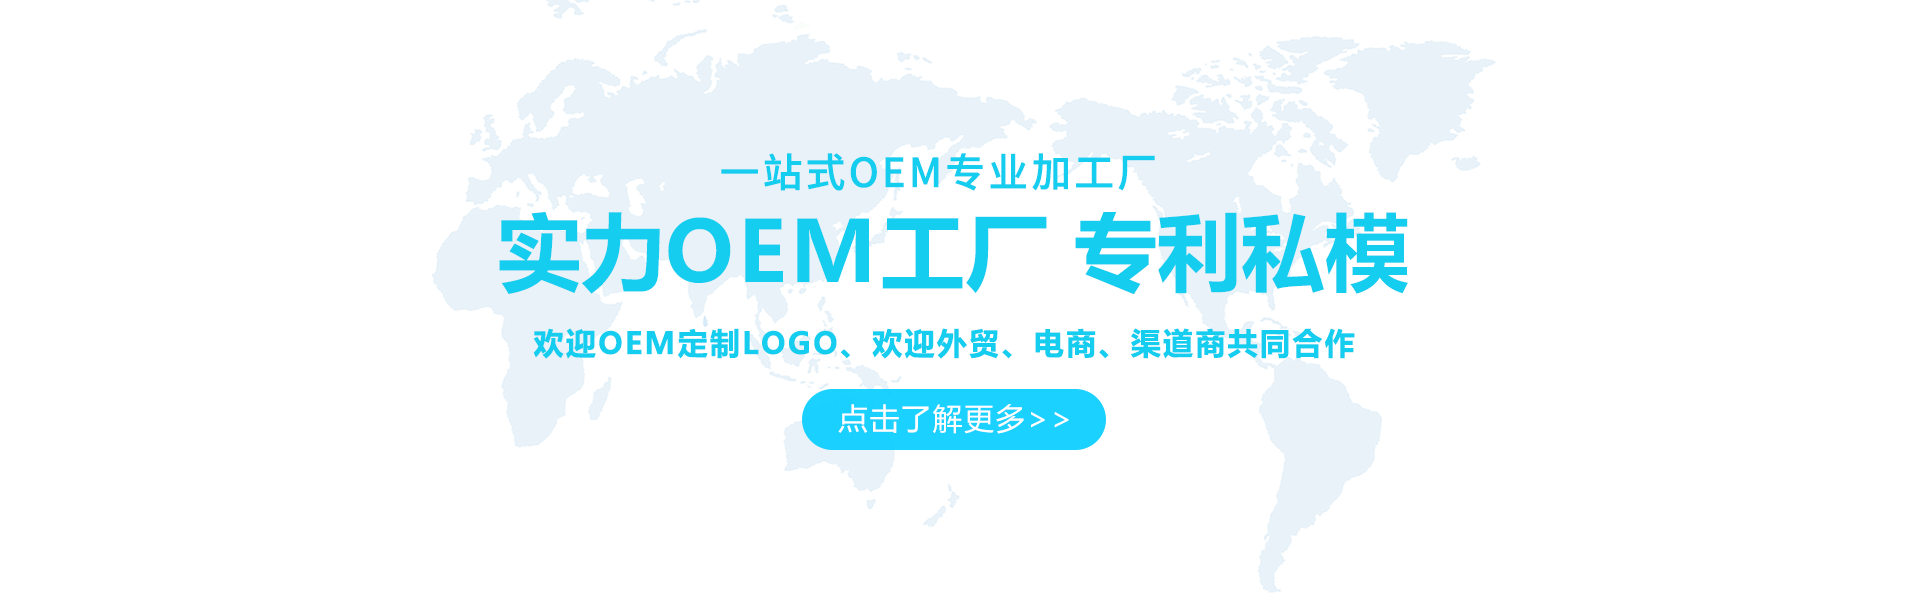 一站式OEM专业加工厂
实力OEM工厂 专利私模
欢迎OEM定制LOGO、欢迎外贸、电商、渠道商共同合作
点击了解更多>>